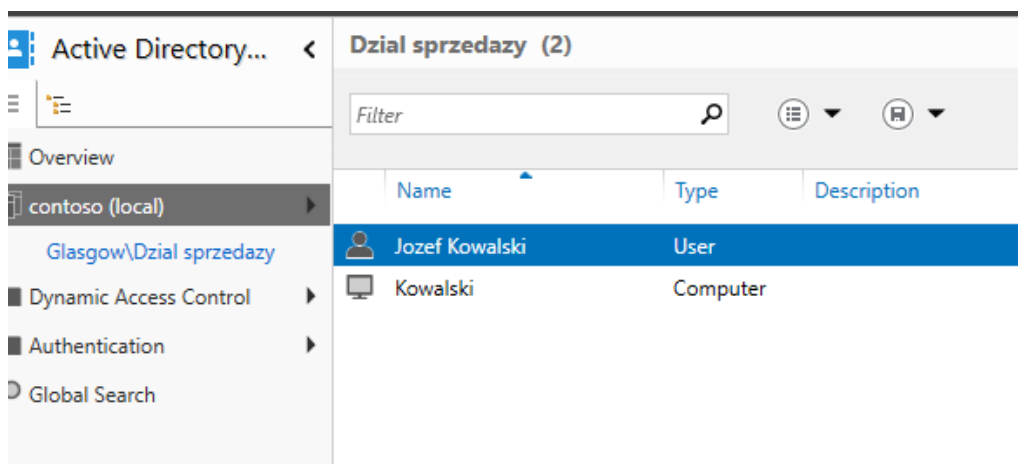 Active Directory...
Dzial sprzedazy (2)
Filter
Overview
contoso (local)
Glasgow\Dzial sprzedazy
Dynamic Access Control
Authentication
Global Search
Name Type Description
Jozef Kowalski User
Kowalski Computer